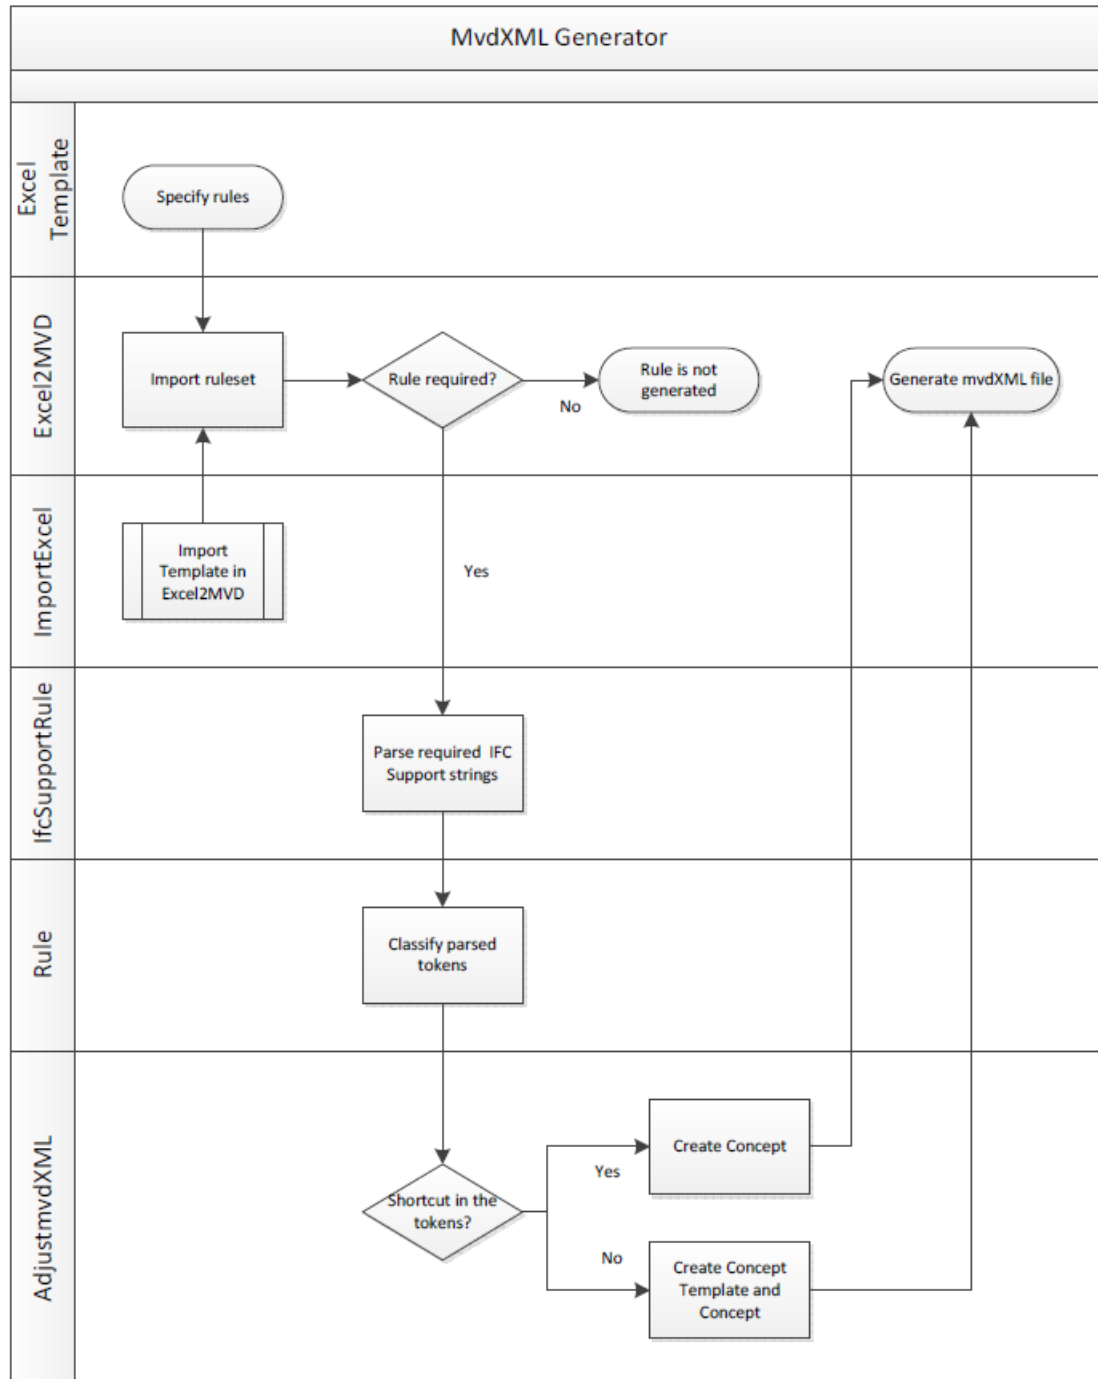 MvdXML Generator
Excel
Template
Specify rules
Excel2MVD
Import ruleset
Rule required?
No
Rule is not
generated
Generate mvdXML file
ImportExcel
Import
Template in
Excel2MVD
Yes
IfcSupportRule
Parse required  IFC
Support strings
Rule
Classify parsed
tokens
AdjustmvdXML
Shortcut in the
tokens?
Yes
Create Concept
No
Create Concept
Template and
Concept